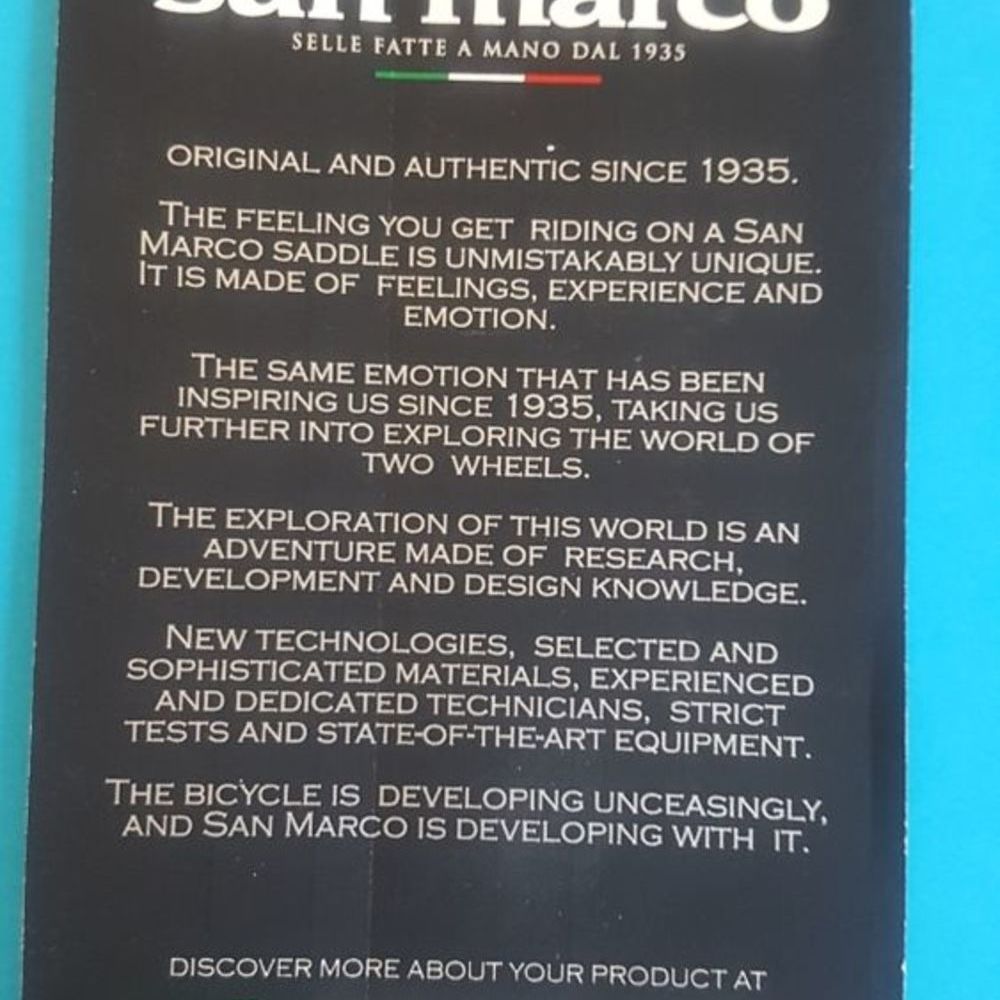 san marco
SELLE FATTE A MANO DAL 1935
ORIGINAL AND AUTHENTIC SINCE 1935.
THE FEELING YOU GET RIDING ON A SAN
MARCO SADDLE IS UNMISTAKABLY UNIQUE.
IT IS MADE OF FEELINGS, EXPERIENCE AND
EMOTION.
THE SAME EMOTION THAT HAS BEEN
INSPIRING US SINCE 1935, TAKING US
FURTHER INTO EXPLORING THE WORLD OF
TWO WHEELS.
THE EXPLORATION OF THIS WORLD IS AN
ADVENTURE MADE OF RESEARCH,
DEVELOPMENT AND DESIGN KNOWLEDGE.
NEW TECHNOLOGIES, SELECTED AND
SOPHISTICATED MATERIALS, EXPERIENCED
AND DEDICATED TECHNICIANS, STRICT
TESTS AND STATE-OF-THE-ART EQUIPMENT.
THE BICYCLE IS DEVELOPING UNCEASINGLY,
AND SAN MARCO IS DEVELOPING WITH IT.
DISCOVER MORE ABOUT YOUR PRODUCT AT